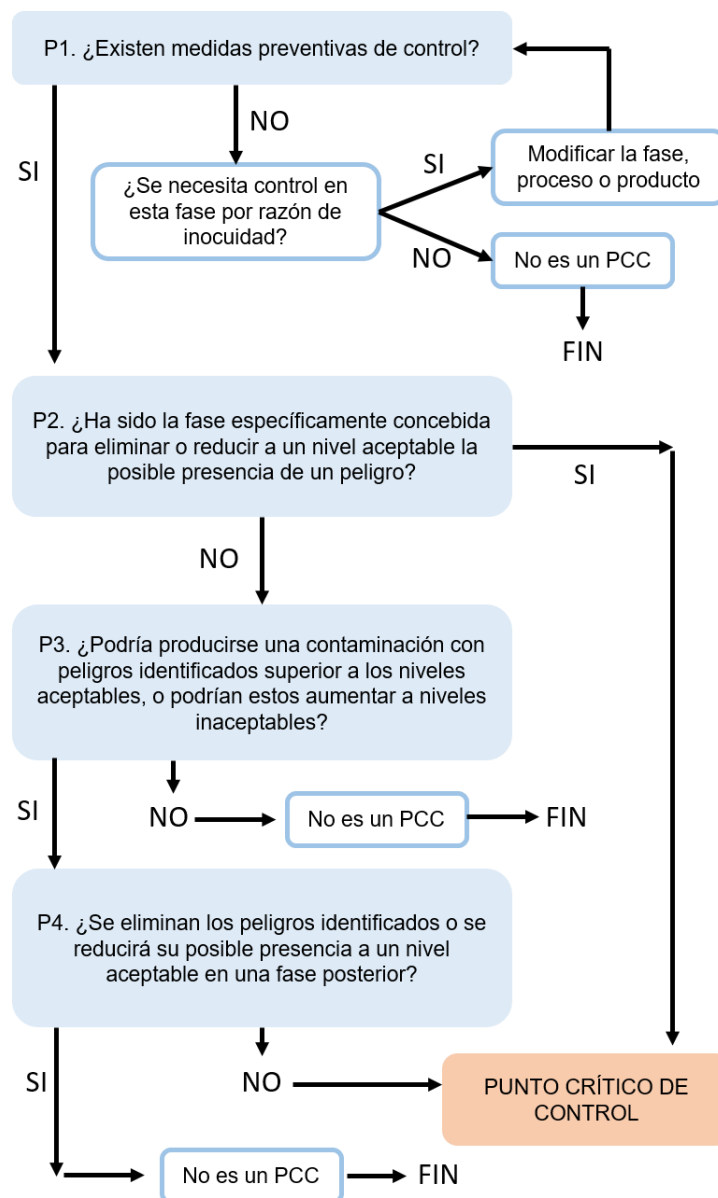 P1. ¿Existen medidas preventivas de control?
NO
SI
¿Se necesita control en
esta fase por razón de
inocuidad?
SI
Modificar la fase,
proceso o producto
NO
No es un PCC
FIN
P2. ¿Ha sido la fase específicamente concebida
para eliminar o reducir a un nivel aceptable la
posible presencia de un peligro?
SI
NO
P3. ¿Podría producirse una contaminación con
peligros identificados superior a los niveles
aceptables, o podrían estos aumentar a niveles
inaceptables?
SI
NO
No es un PCC
FIN
P4. ¿Se eliminan los peligros identificados o se
reducirá su posible presencia a un nivel
aceptable en una fase posterior?
SI
NO
PUNTO CRÍTICO DE
CONTROL
No es un PCC
FIN